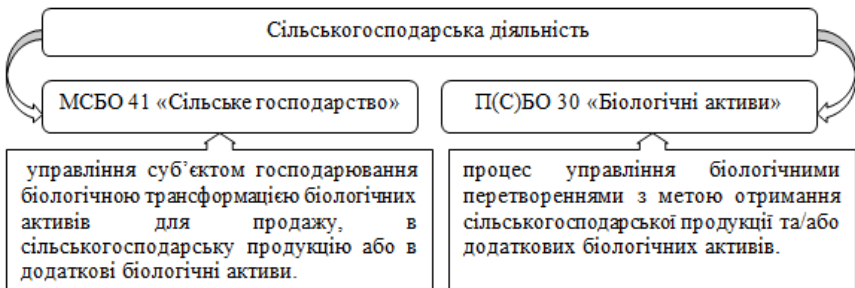 Сільськогосподарська діяльність
МСБО 41 «Сільське господарство»
П(С)БО 30 «Біологічні активи»
управління суб’єктом господарювання
біологічною трансформацією біологічних
активів для продажу, в
сільськогосподарську продукцію або в
додаткові біологічні активи.
процес управління біологічними
перетвореннями з метою отримання
сільськогосподарської продукції та/або
додаткових біологічних активів.